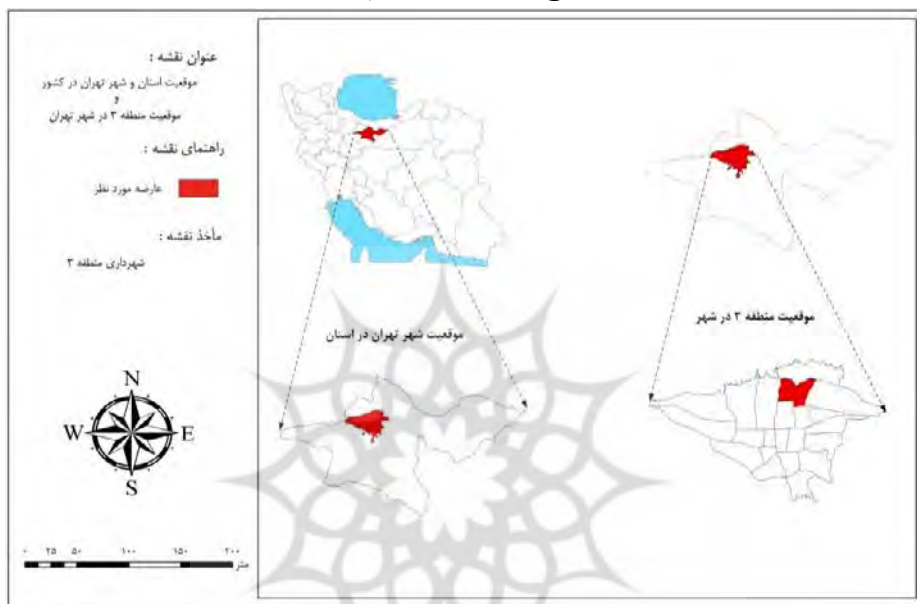 عنوان نقشه :
موقعیت استان و شهر تهران در کشور
و
موقعیت منطقه ۳ در شهر تهران
راهنمای نقشه :
عارضه مورد نظر
مأخذ نقشه :
شهرداری منطقه ۳
N
W E
S
۰ ۲۵ ۵۰ ۱۰۰ ۱۵۰ ۲۰۰
متر
موقعیت شهر تهران در استان
موقعیت منطقه ۳ در شهر